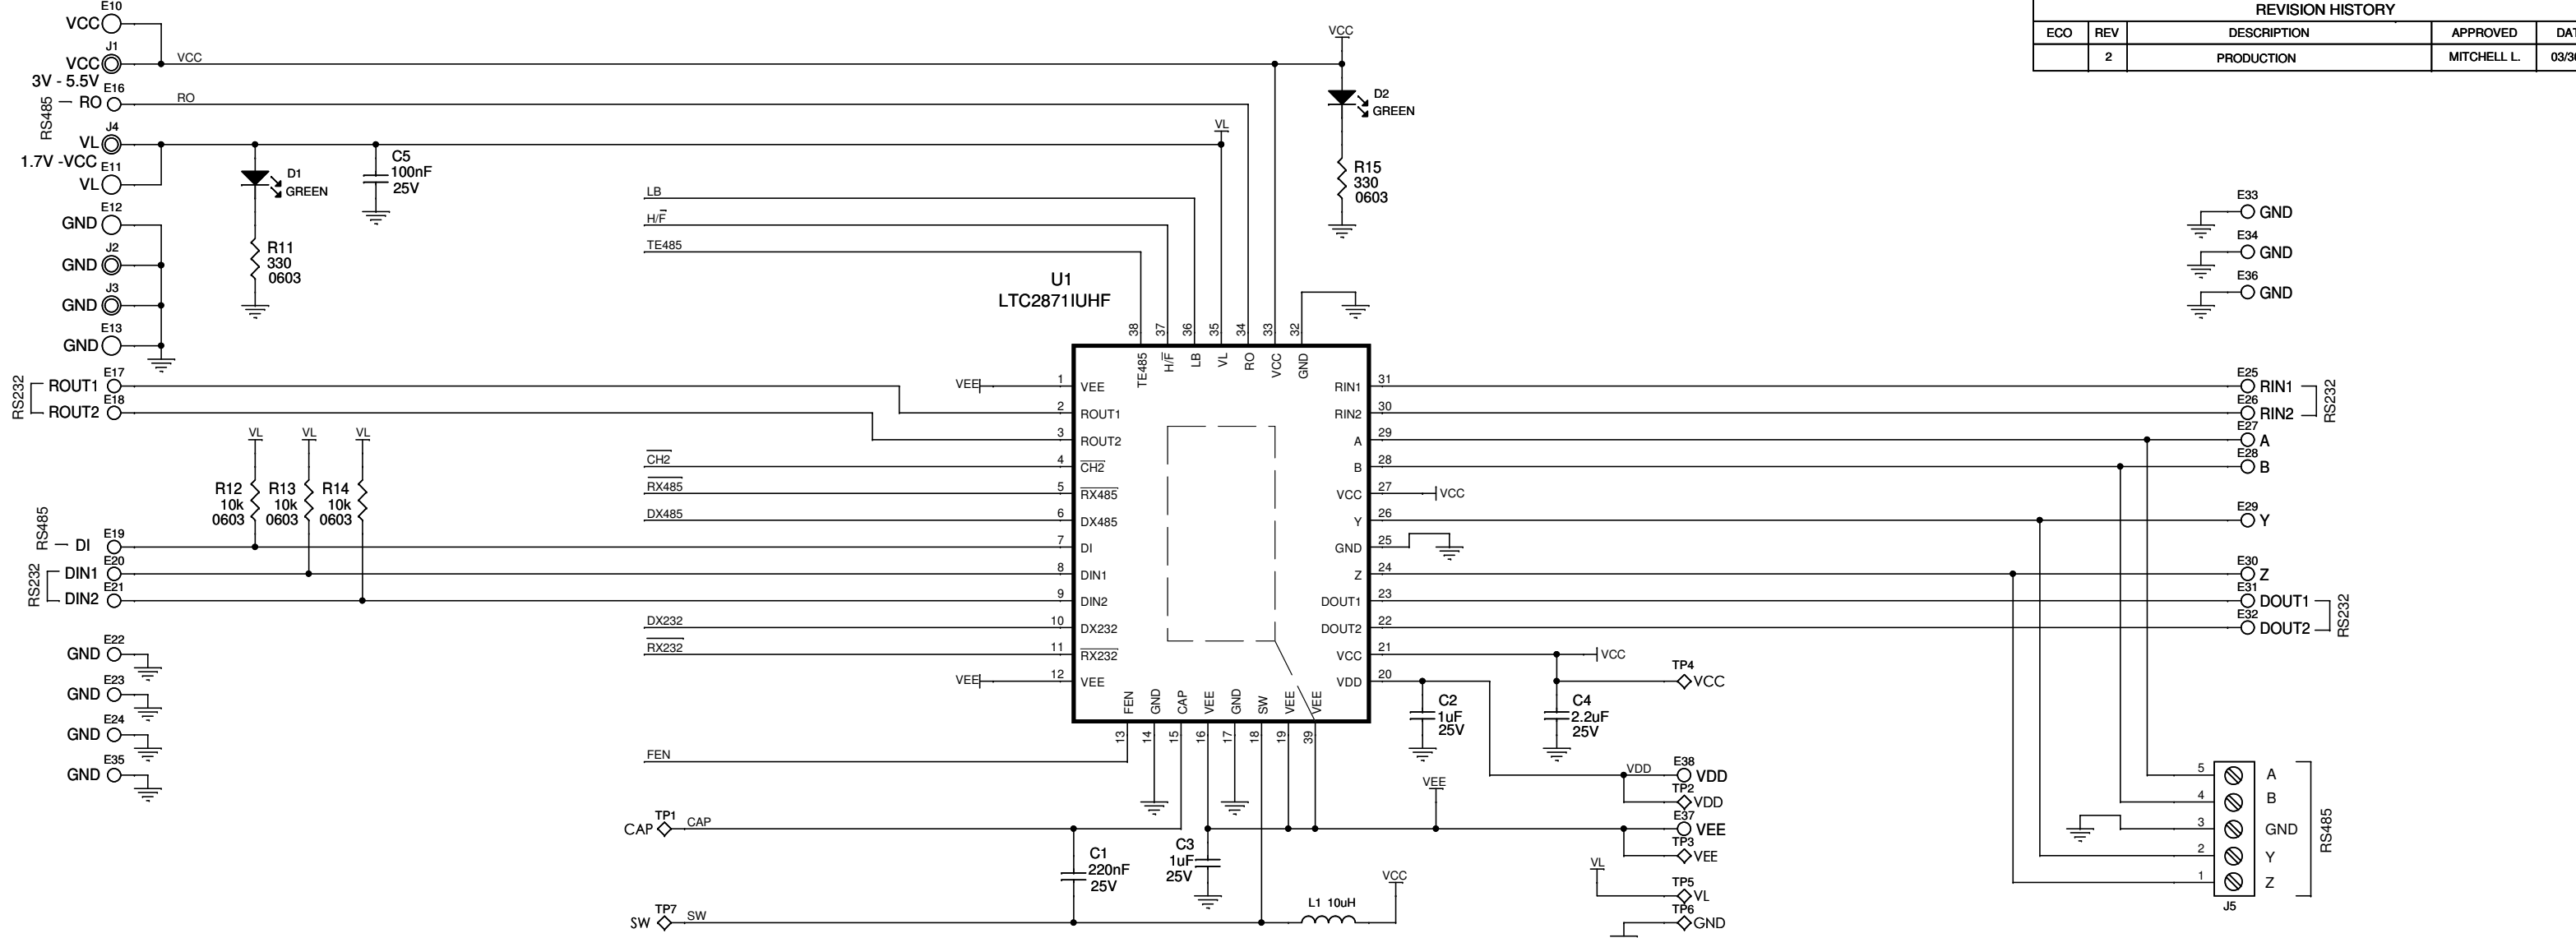 REVISION HISTORY
ECO REV DESCRIPTION APPROVED
2 PRODUCTION MITCHELL L.
E10
VCC
J1
VCC VCC
3V - 5.5V
E16
RS485 RO RO
J4
VL
1.7V -VCC E11
VL
E12
GND
J2
GND
J3
GND
E13
GND
D1
GREEN
R11
330
0603
C5
100nF
25V
LB
H/F
TE485
VL
VCC
D2
GREEN
R15
330
0603
U1
LTC2871IUHF
38 37 36 35 34 33 32
TE485 H/F LB VL RO VCC GND
E17
RS232 ROUT1
E18
ROUT2
VL VL VL
R12 R13 R14
10k 10k 10k
0603 0603 0603
E19
RS485 DI
E20
RS232 DIN1
E21
DIN2
E22
GND
E23
GND
E24
GND
E35
GND
VEE 1 VEE
2 ROUT1
3 ROUT2
CH2 4 CH2
RX485 5 RX485
DX485 6 DX485
7 DI
8 DIN1
9 DIN2
DX232 10 DX232
RX232 11 RX232
VEE 12 VEE
FEN GND CAP VEE GND SW VEE VEE
13 14 15 16 17 18 19 39
RIN1 31
RIN2 30
A 29
B 28
VCC 27 VCC
Y 26
GND 25
Z 24
DOUT1 23
DOUT2 22
VCC 21 VCC
VDD 20
E33
GND
E34
GND
E36
GND
E25
RIN1 RS232
E26
RIN2
E27
A
E28
B
E29
Y
E30
Z
E31
DOUT1 RS232
E32
DOUT2
TP4
VCC
C2
1uF
25V
C4
2.2uF
25V
FEN
TP1
CAP CAP
C1
220nF
25V
C3
1uF
25V
TP7
SW SW
L1 10uH
VCC
VEE
E38
VDD VDD
TP2
VDD
E37
VEE
TP3
VEE
VL
TP5
VL
TP6
GND
5 A
4 B
3 GND
2 Y
1 Z
RS485
J5